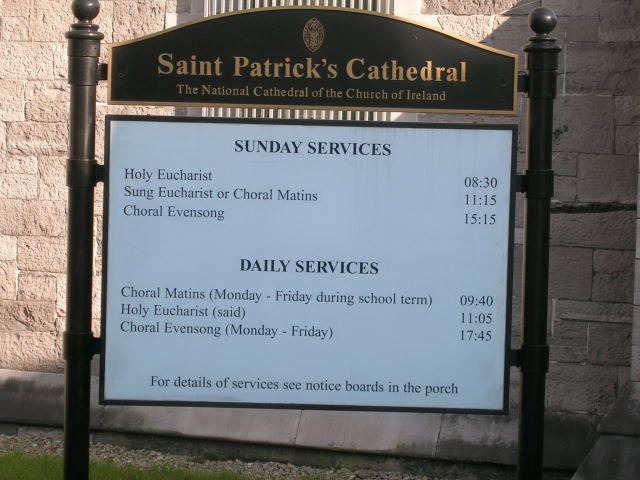 Saint Patrick's Cathedral
The National Cathedral of the Church of Ireland
SUNDAY SERVICES
Holy Eucharist 08:30
Sung Eucharist or Choral Matins 11:15
Choral Evensong 15:15
DAILY SERVICES
Choral Matins (Monday - Friday during school term) 09:40
Holy Eucharist (said) 11:05
Choral Evensong (Monday - Friday) 17:45
For details of services see notice boards in the porch